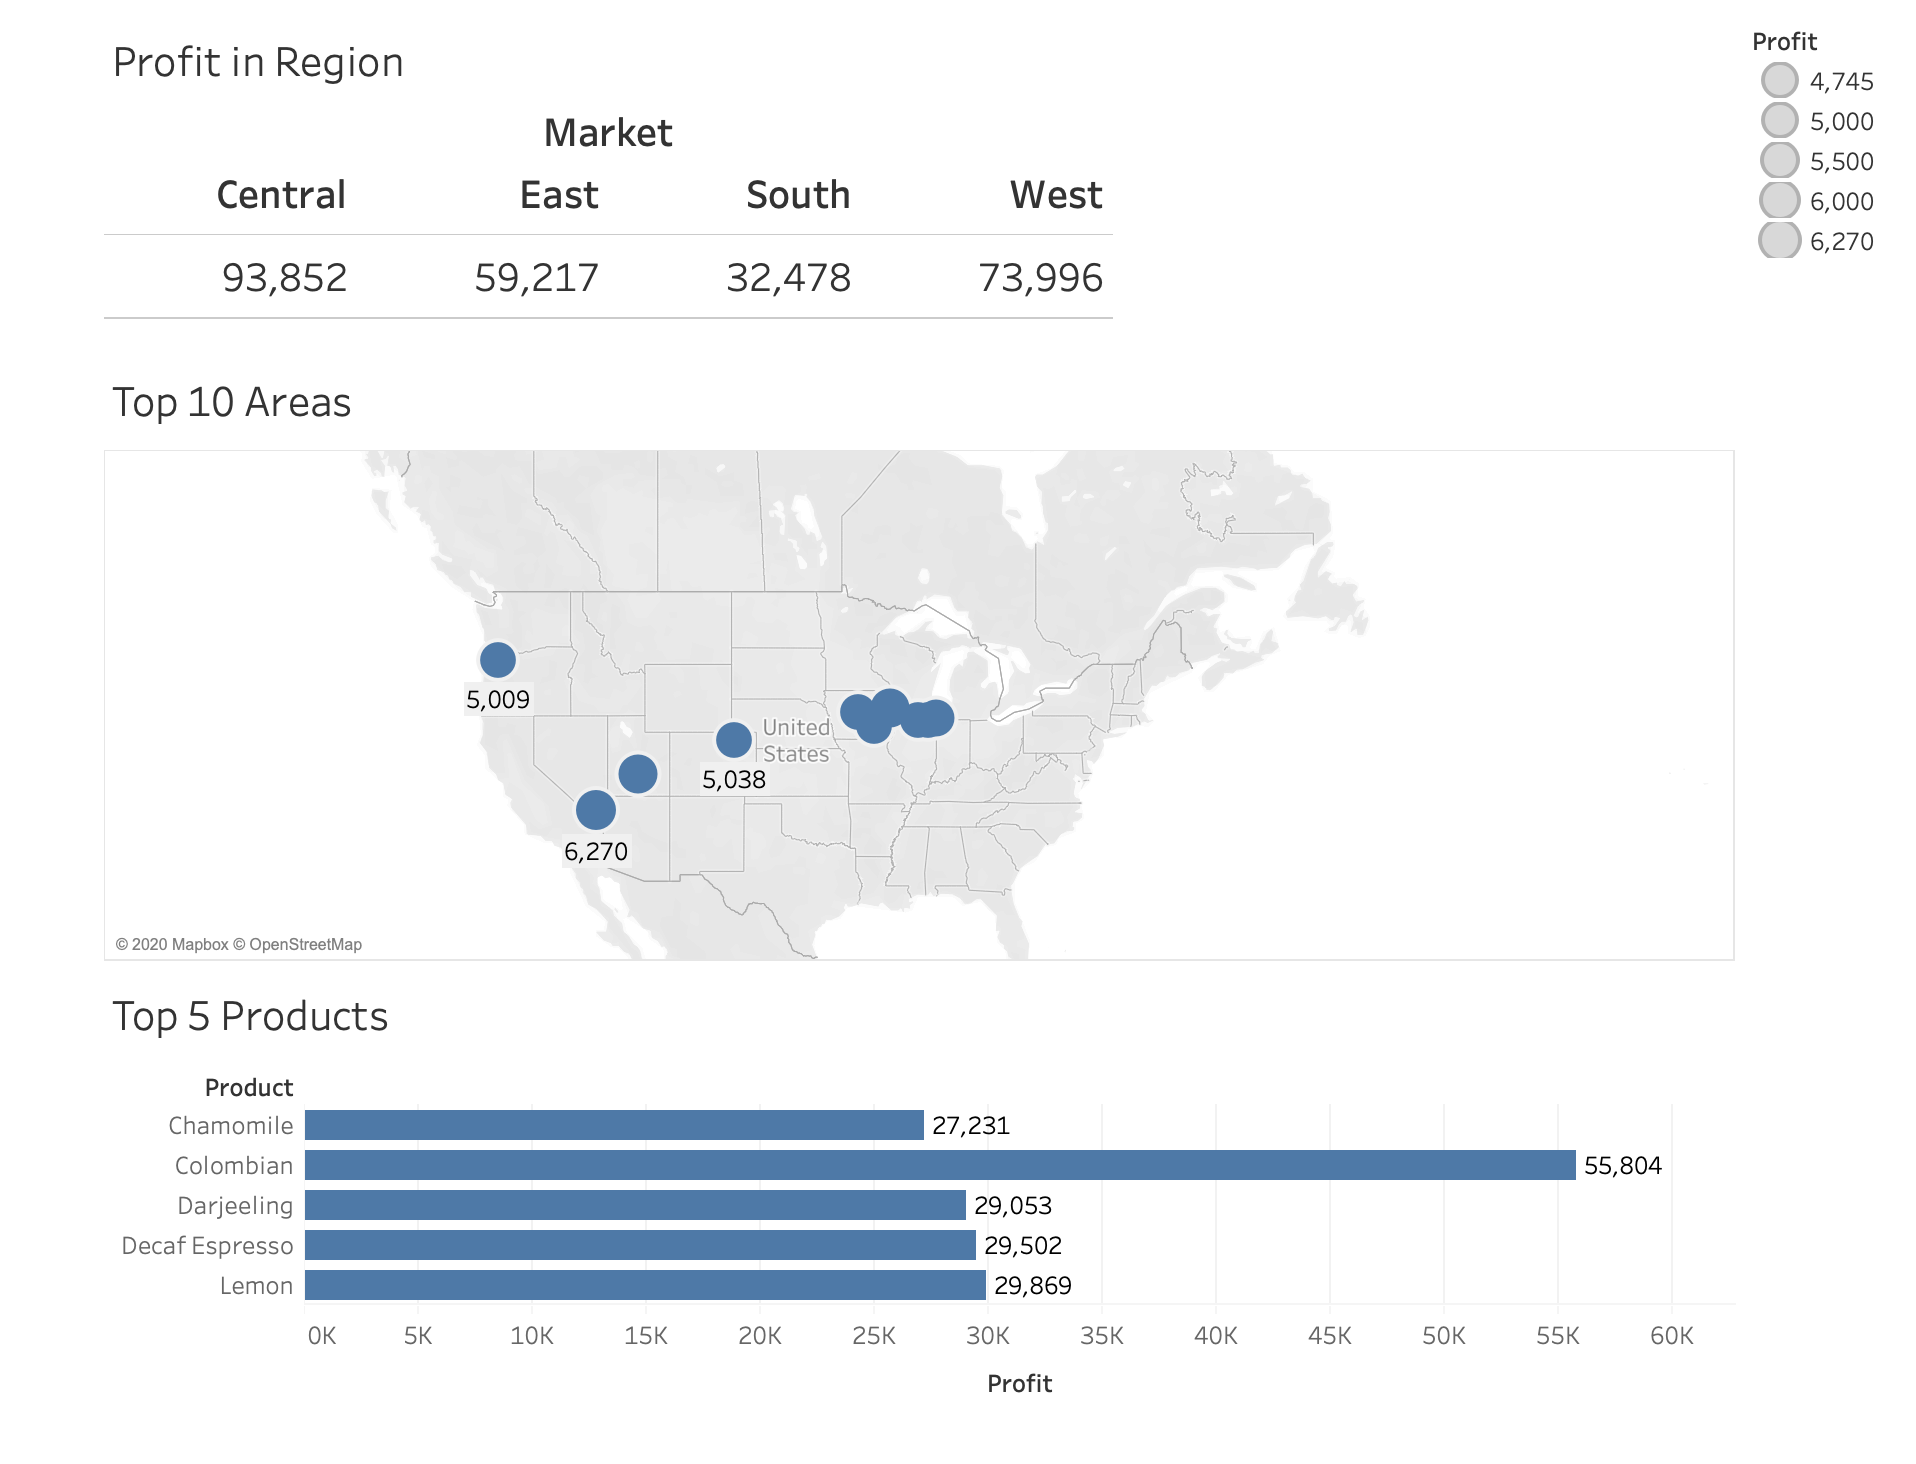 Profit in Region
Market
Central East South West
93,852 59,217 32,478 73,996
Profit
4,745
5,000
5,500
6,000
6,270
Top 10 Areas
5,009
United
States
5,038
6,270
© 2020 Mapbox © OpenStreetMap
Top 5 Products
Product
Chamomile 27,231
Colombian 55,804
Darjeeling 29,053
Decaf Espresso 29,502
Lemon 29,869
0K 5K 10K 15K 20K 25K 30K 35K 40K 45K 50K 55K 60K
Profit